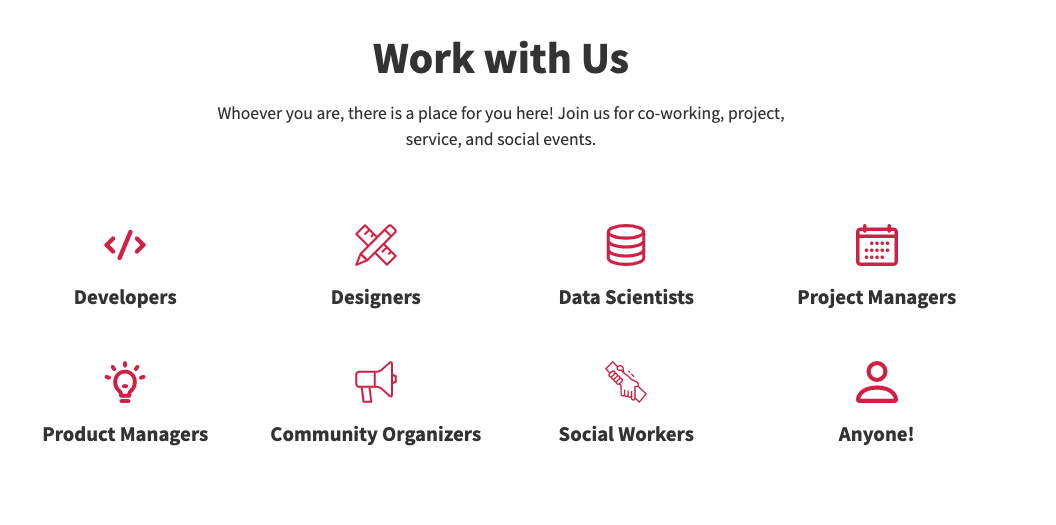 Work with Us
Whoever you are, there is a place for you here! Join us for co-working, project,
service, and social events.
Developers
Designers
Data Scientists
Project Managers
Product Managers
Community Organizers
Social Workers
Anyone!